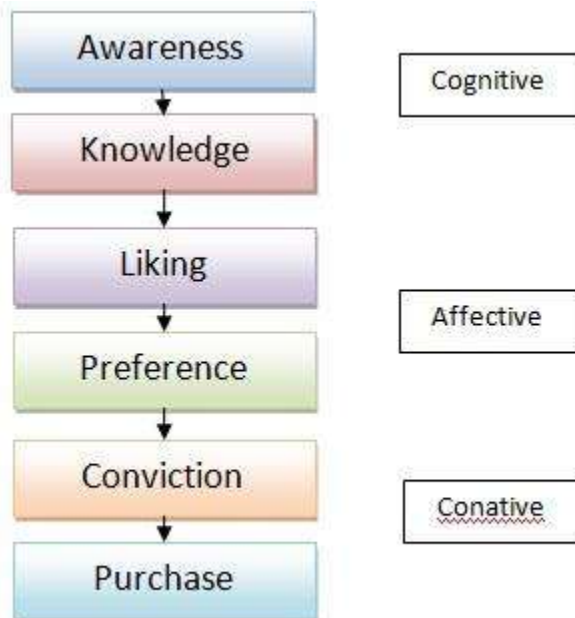 Awareness
Cognitive
Knowledge
Liking
Affective
Preference
Conviction
Conative
Purchase